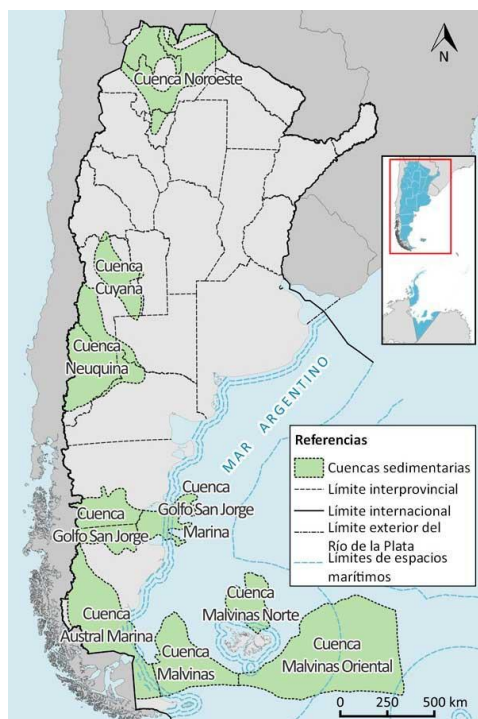 N
Cuenca Noroeste
Cuenca
Cuyana
Cuenca
Neuquina
MAR ARGENTINO
Referencias
Cuencas sedimentarias
Límite interprovincial
Límite internacional
Límite exterior del
Río de la Plata
Límites de espacios
marítimos
Cuenca
Golfo San Jorge
Cuenca
Golfo San Jorge
Marina
Cuenca
Malvinas Norte
Cuenca
Austral Marina
Cuenca
Malvinas
Cuenca
Malvinas Oriental
0 250 500 km